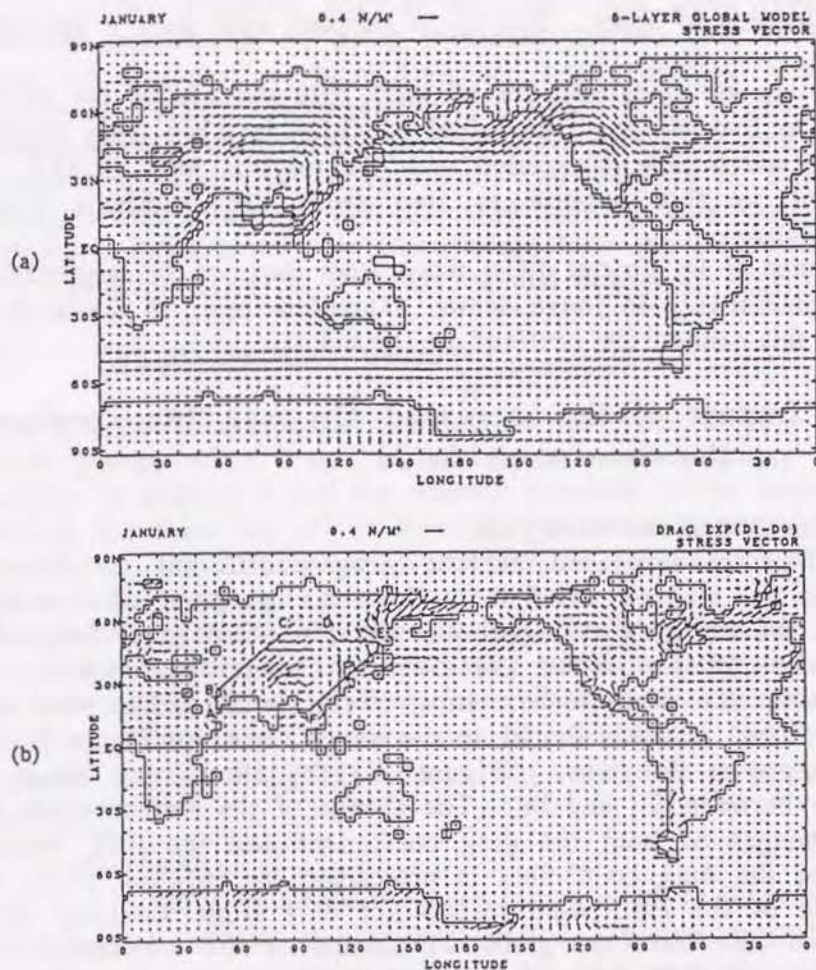 JANUARY 0.4 N/M² 5-LAYER GLOBAL MODEL
STRESS VECTOR
90N
60N
30N
EQ
30S
60S
90S
LATITUDE
(a)
0 30 60 90 120 150 180 150 120 90 60 30 0
LONGITUDE
JANUARY 0.4 N/M² DRAG EXP(D1-D0)
STRESS VECTOR
90N
60N
30N
EQ
30S
60S
90S
LATITUDE
(b)
C D
B
0 30 60 90 120 150 180 150 120 90 60 30 0
LONGITUDE